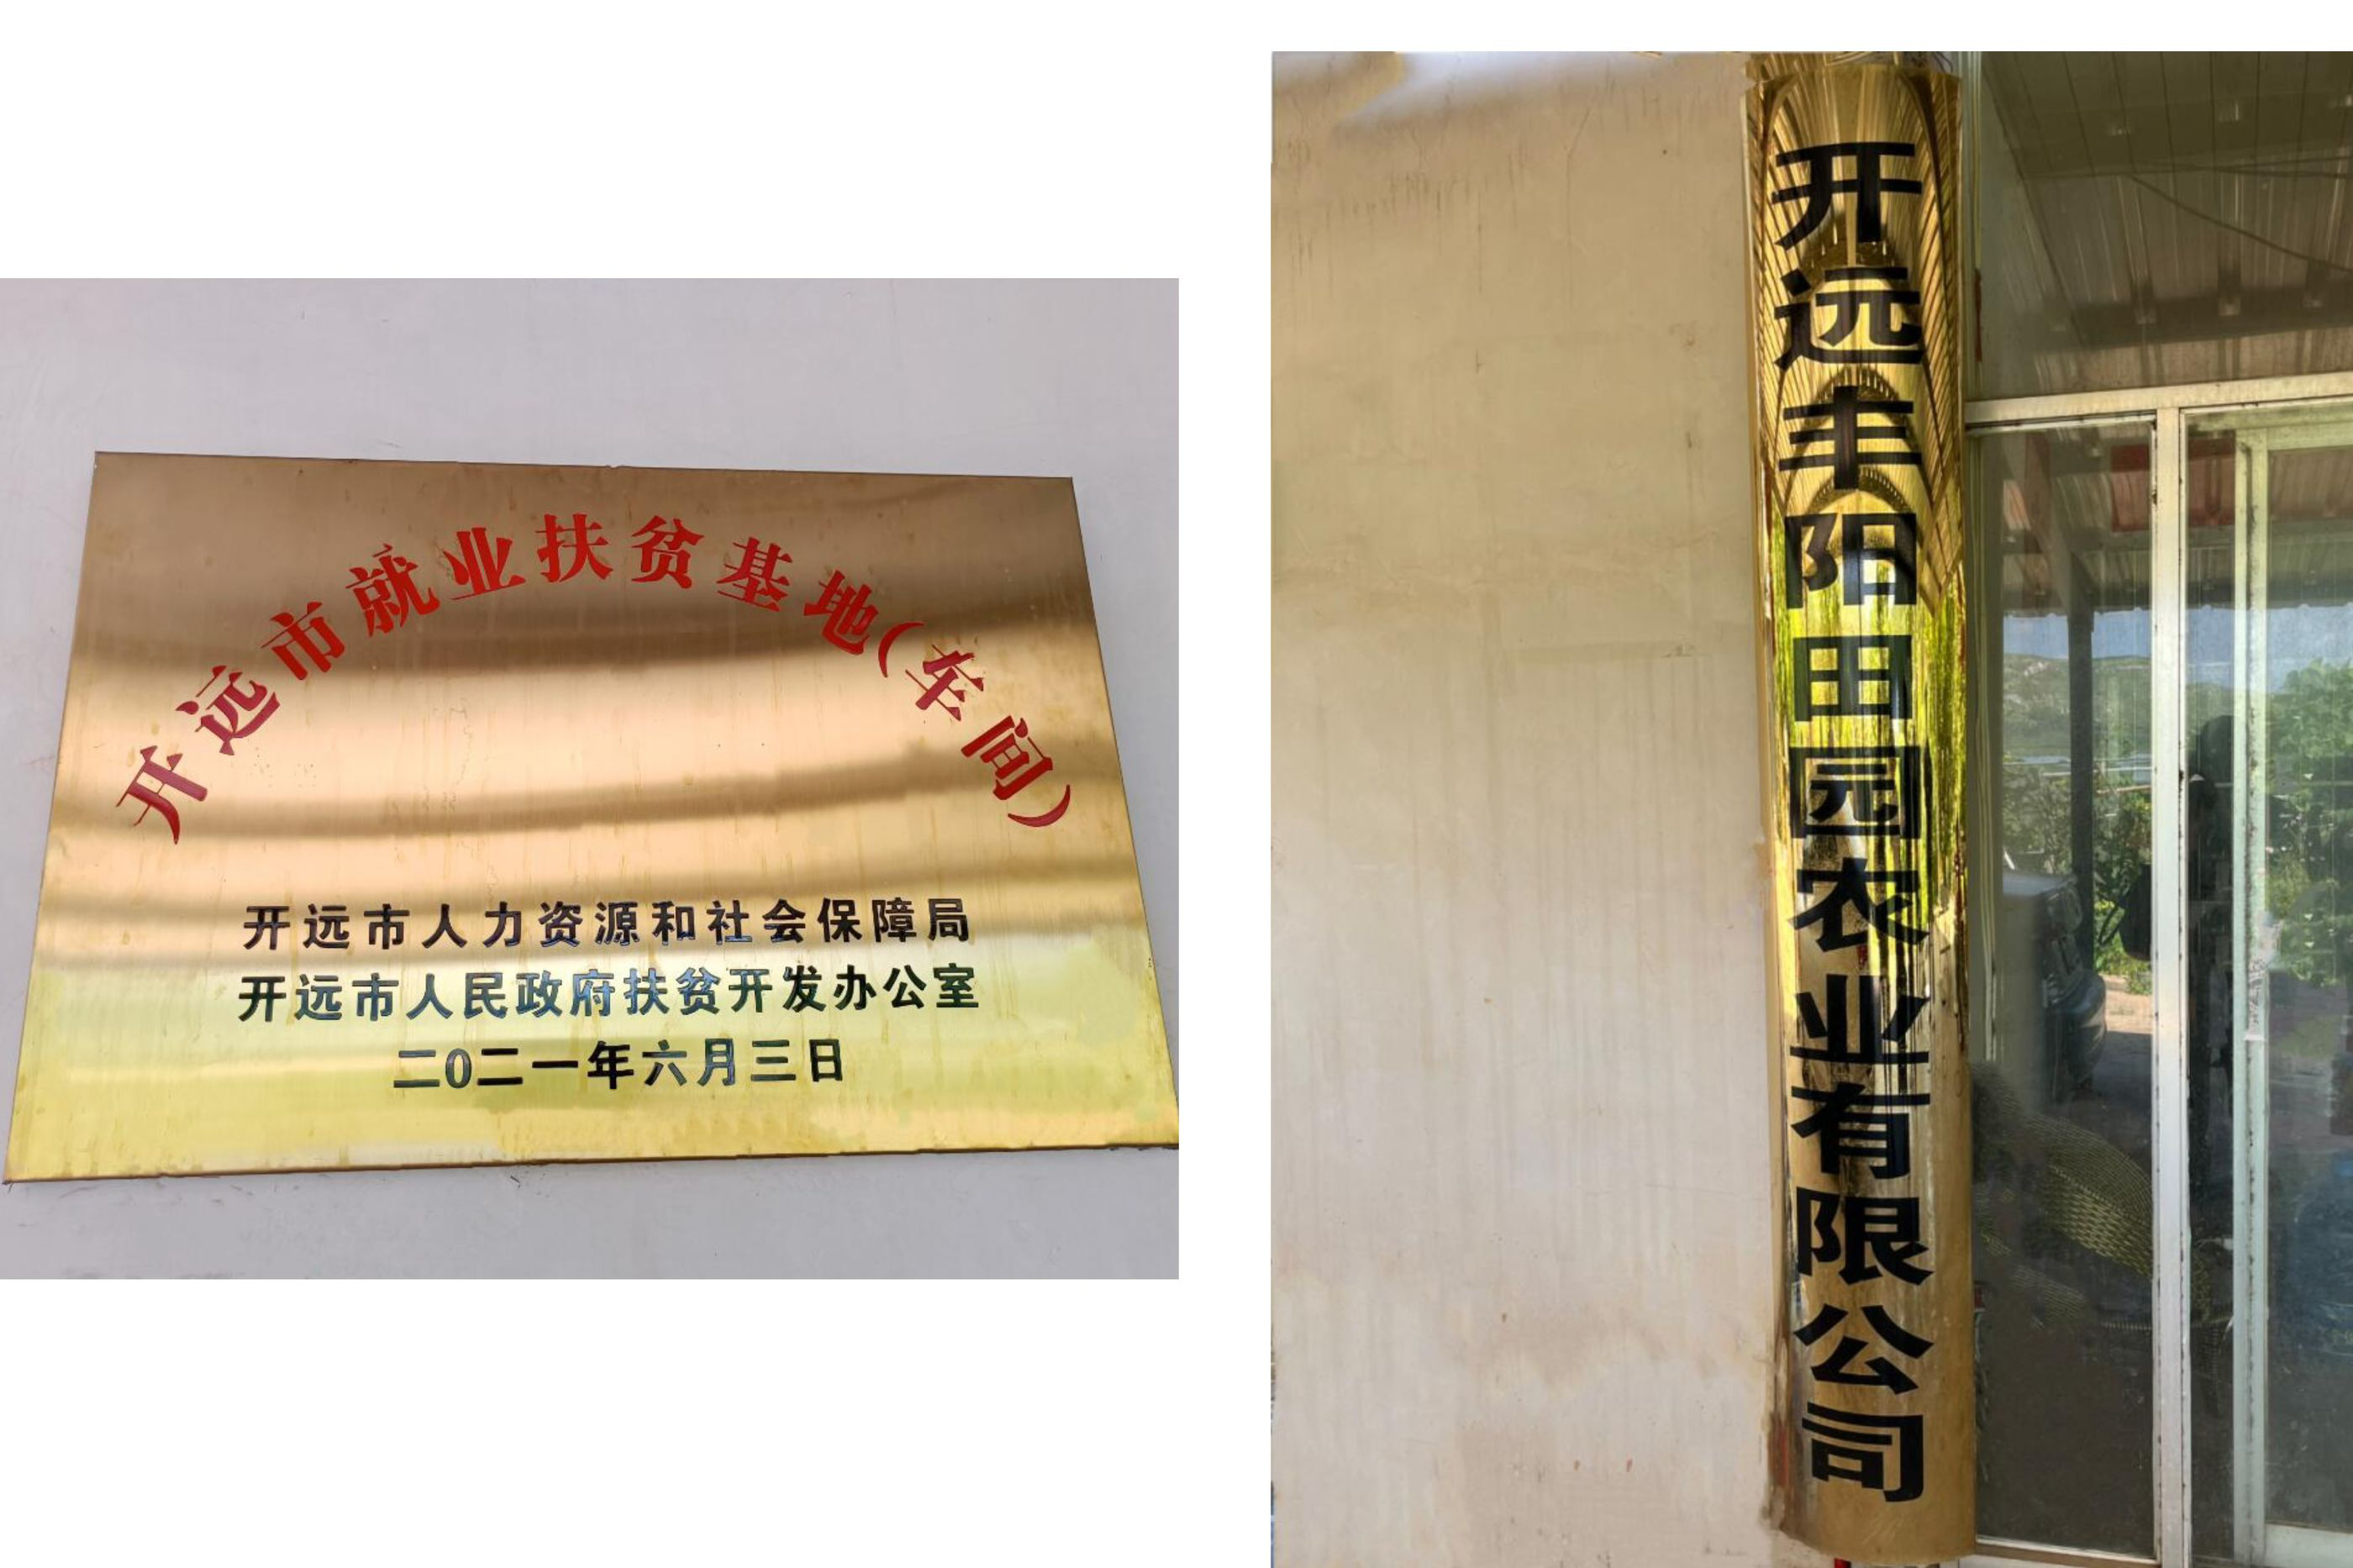 开远市就业扶贫基地(车间)
开远市人力资源和社会保障局
开远市人民政府扶贫开发办公室
二0二一年六月三日
开远丰阳田园农业有限公司